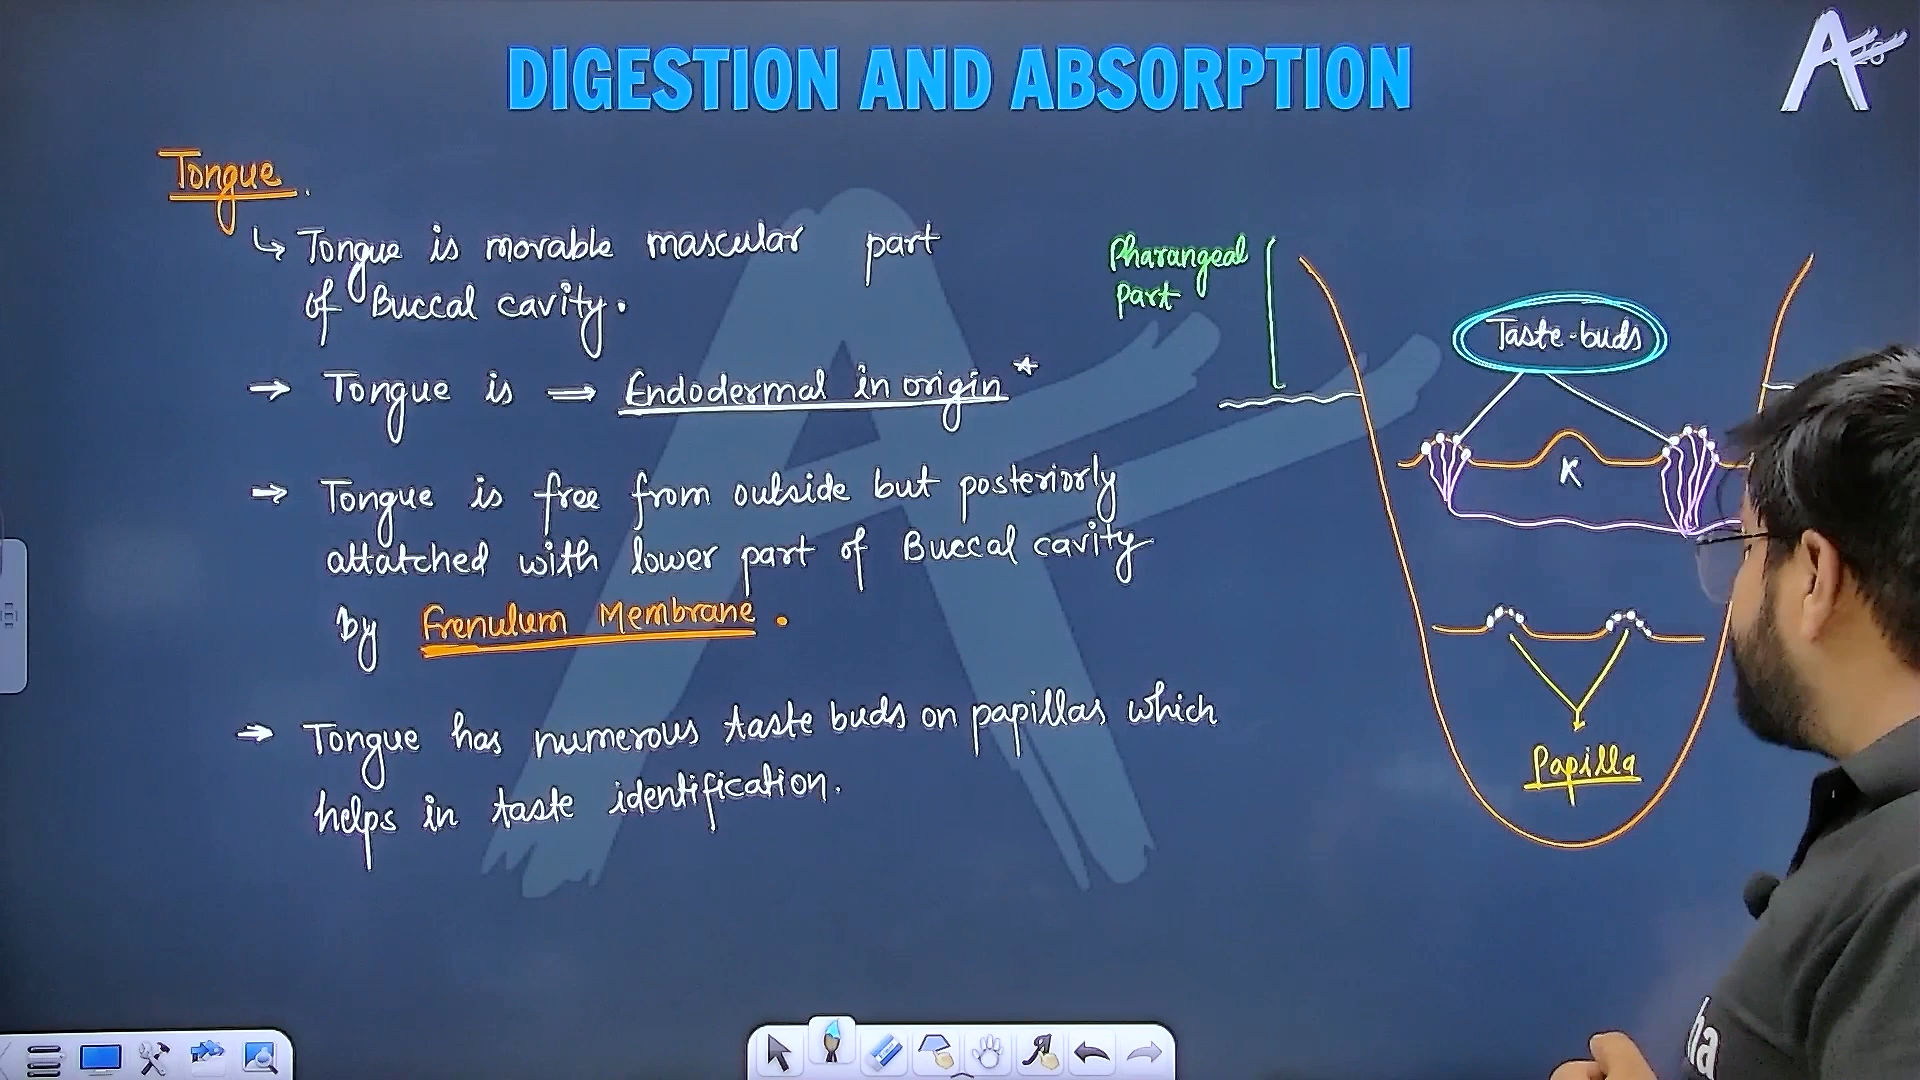 DIGESTION AND ABSORPTION
Tongue.
↳ Tongue is movable mascular part
of Buccal cavity.
→ Tongue is ⇒ Endodermal in origin *
→ Tongue is free from outside but posteriorly
attatched with lower part of Buccal cavity
by Frenulum Membrane.
→ Tongue has numerous taste buds on papillas which
helps in taste identification.
Pharangeal
part
Taste-buds
K
Papilla
ha